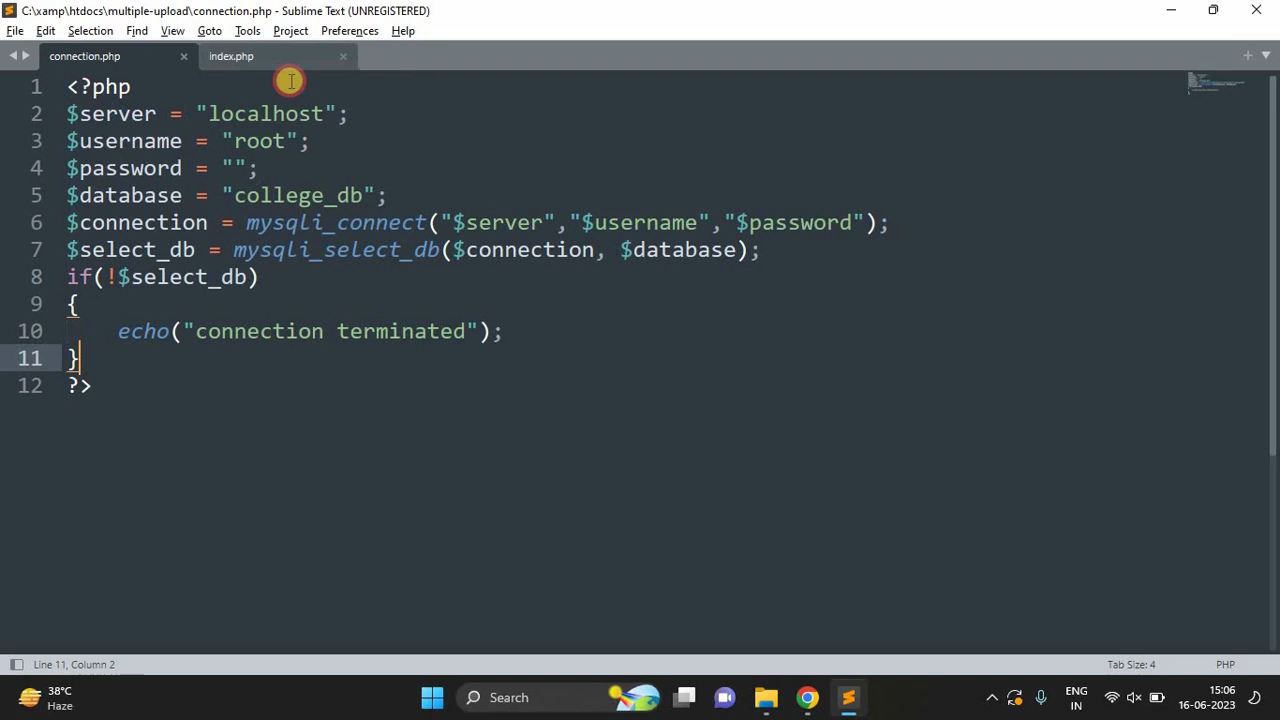 C:\xamp\htdocs\multiple-upload\connection.php - Sublime Text (UNREGISTERED)
File Edit Selection Find View Goto Tools Project Preferences Help
connection.php index.php
1 <?php
2 $server = "localhost";
3 $username = "root";
4 $password = "";
5 $database = "college_db";
6 $connection = mysqli_connect("$server","$username","$password");
7 $select_db = mysqli_select_db($connection, $database);
8 if(!$select_db)
9 {
10 echo("connection terminated");
11 }
12 ?>
Line 11, Column 2 Tab Size: 4 PHP
38°C
Haze
Search
ENG
IN
15:06
16-06-2023